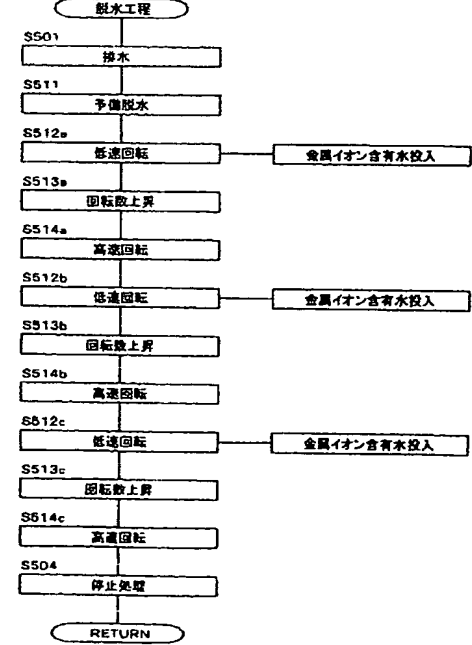 脱水工程
S501
排水
S511
予備脱水
S512a
低速回転
金属イオン含有水投入
S513a
回転数上昇
S514a
高速回転
S512b
低速回転
金属イオン含有水投入
S513b
回転数上昇
S514b
高速回転
S512c
低速回転
金属イオン含有水投入
S513c
回転数上昇
S514c
高速回転
S504
停止処理
RETURN